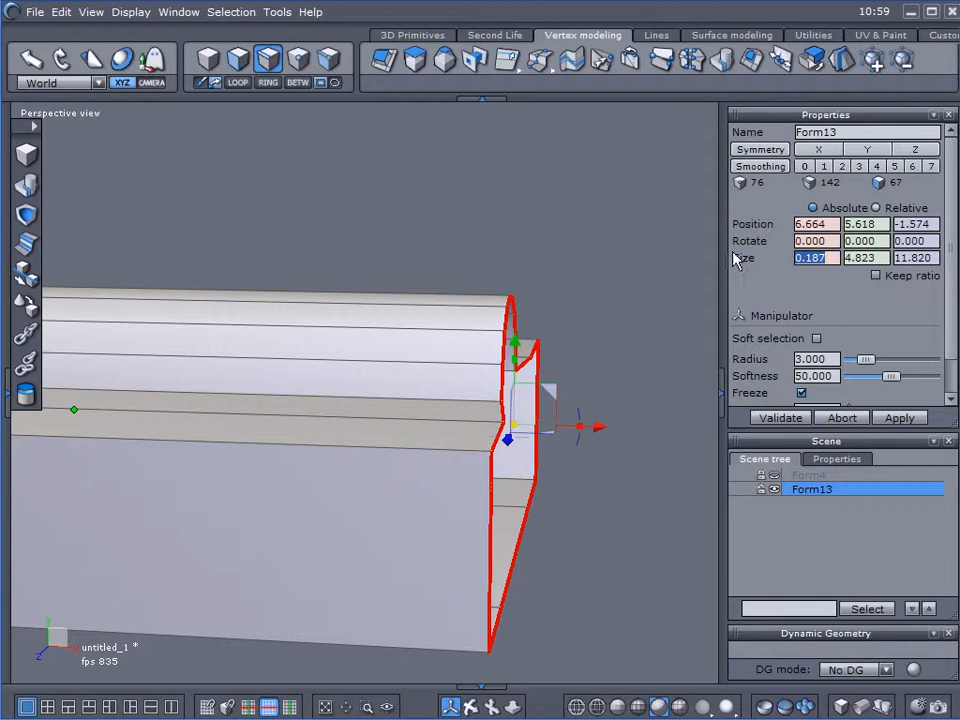 File Edit View Display Window Selection Tools Help 10:59
3D Primitives Second Life Vertex modeling Lines Surface modeling Utilities UV & Paint
World XYZ CAMERA LOOP RING BETW
Perspective view
Properties
Name Form13
Symmetry X Y Z
Smoothing 0 1 2 3 4 5 6 7
76 142 67
Absolute Relative
Position 6.664 5.618 -1.574
Rotate 0.000 0.000 0.000
0.187 4.823 11.820
Keep ratio
Manipulator
Soft selection
Radius 3.000
Softness 50.000
Freeze
Validate Abort Apply
Scene
Scene tree Properties
Form4
Form13
Select
Dynamic Geometry
DG mode: No DG
Y
X
Z
untitled_1 *
fps 835